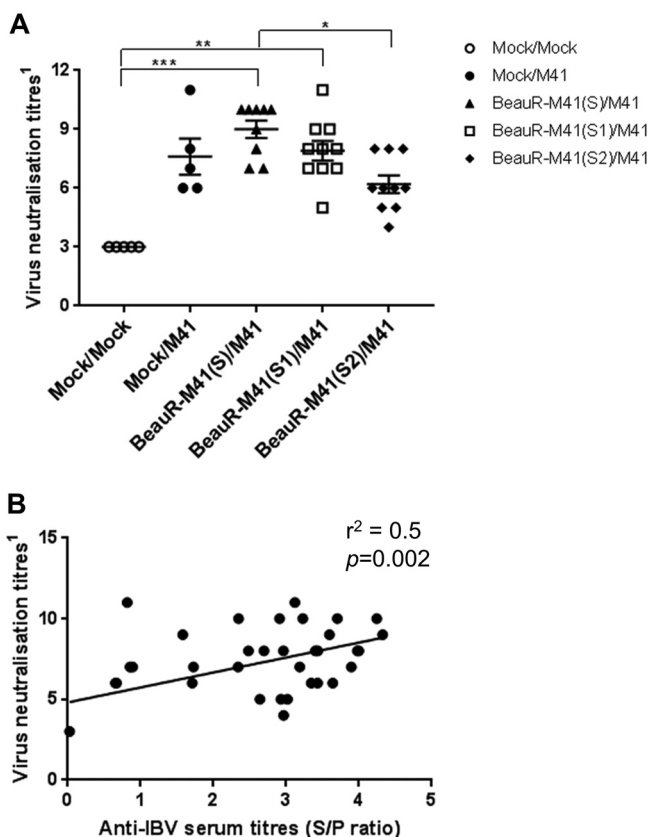 A
*
**
***
Virus neutralisation titres¹
12
9
6
3
0
Mock/Mock
Mock/M41
BeauR-M41(S)/M41
BeauR-M41(S1)/M41
BeauR-M41(S2)/M41
Mock/Mock
Mock/M41
BeauR-M41(S)/M41
BeauR-M41(S1)/M41
BeauR-M41(S2)/M41
B
r² = 0.5
p=0.002
Virus neutralisation titres¹
15
10
5
0
0 1 2 3 4 5
Anti-IBV serum titres (S/P ratio)